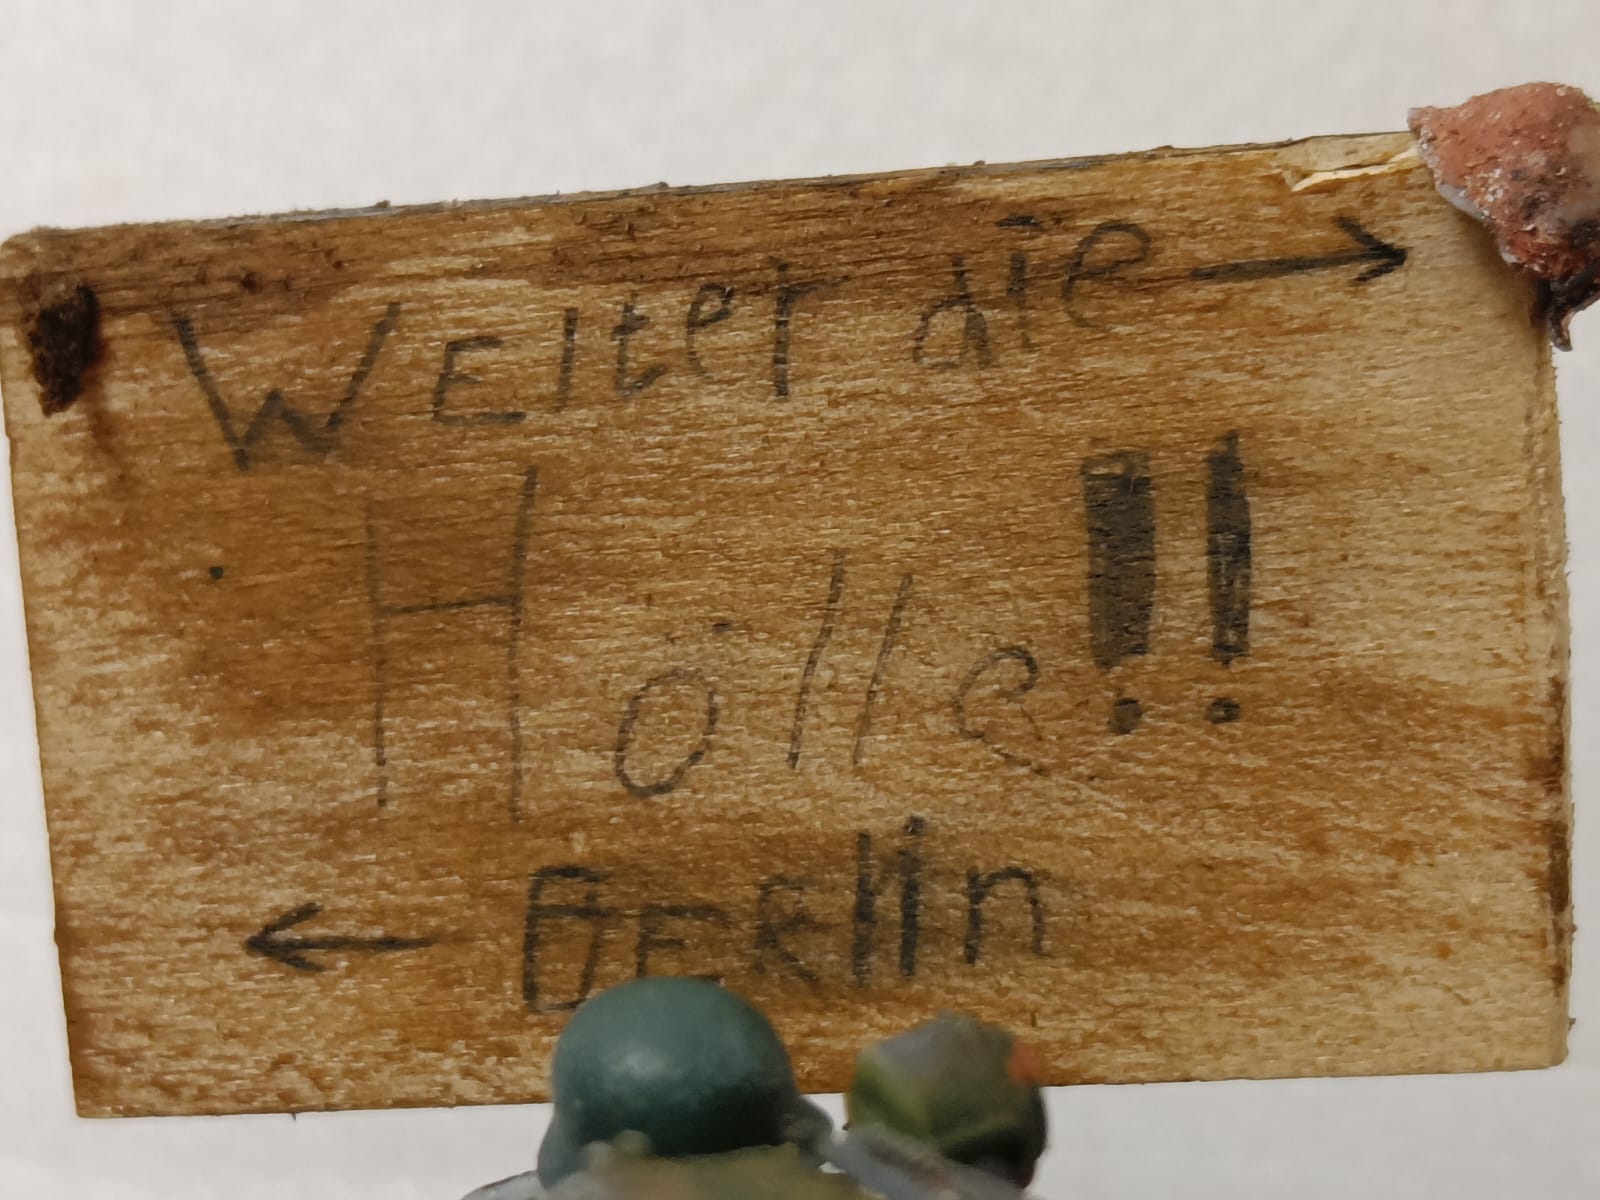 WEiter die →
Hölle!!
← BERlin